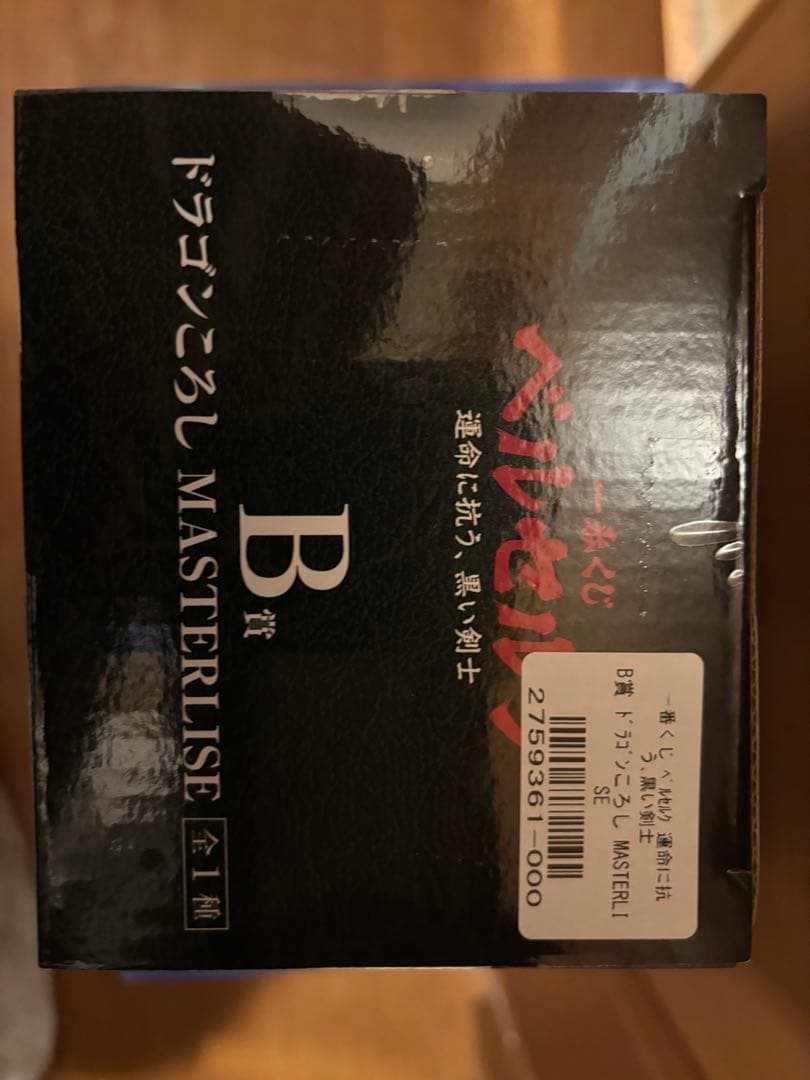 一番くじ
ベルセルク
運命に抗う、黒い剣士
B賞
ドラゴンころし MASTERLISE 全1種
一番くじ ﾍﾞﾙｾﾙｸ 運命に抗
う、黒い剣士
B賞 ﾄﾞﾗｺﾞﾝころし MASTERLI
SE
2759361-000